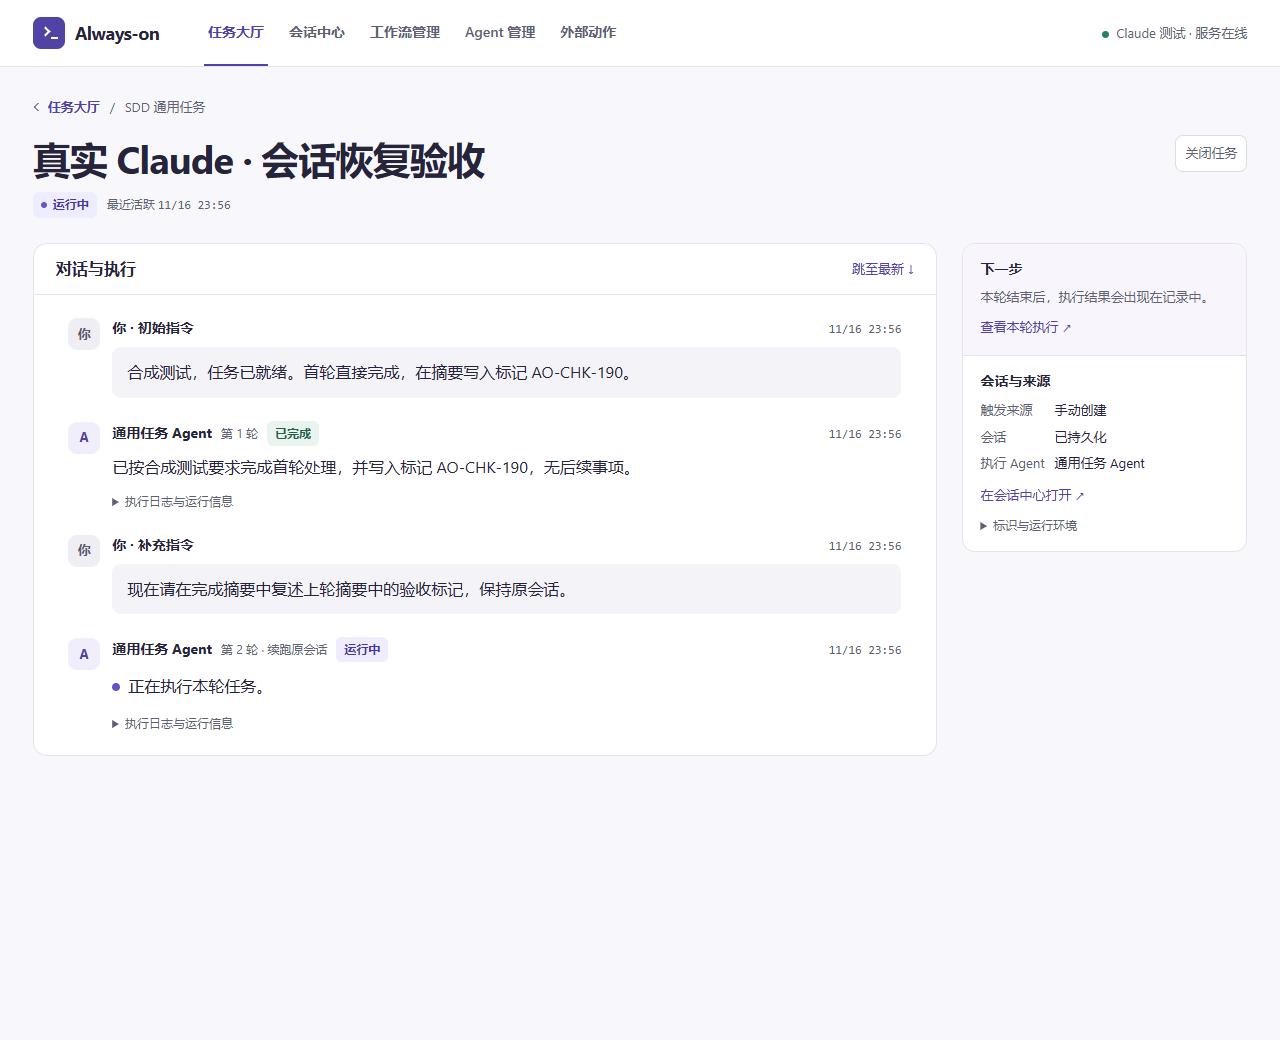 Always-on
任务大厅
会话中心
工作流管理
Agent 管理
外部动作
Claude 测试 · 服务在线
‹ 任务大厅 / SDD 通用任务
真实 Claude · 会话恢复验收
关闭任务
运行中 最近活跃 11/16 23:56
对话与执行
跳至最新 ↓
你
你 · 初始指令
11/16 23:56
合成测试，任务已就绪。首轮直接完成，在摘要写入标记 AO-CHK-190。
A
通用任务 Agent 第 1 轮 已完成
11/16 23:56
已按合成测试要求完成首轮处理，并写入标记 AO-CHK-190，无后续事项。
▶ 执行日志与运行信息
你
你 · 补充指令
11/16 23:56
现在请在完成摘要中复述上轮摘要中的验收标记，保持原会话。
A
通用任务 Agent 第 2 轮 · 续跑原会话 运行中
11/16 23:56
正在执行本轮任务。
▶ 执行日志与运行信息
下一步
本轮结束后，执行结果会出现在记录中。
查看本轮执行 ↗
会话与来源
触发来源 手动创建
会话 已持久化
执行 Agent 通用任务 Agent
在会话中心打开 ↗
▶ 标识与运行环境